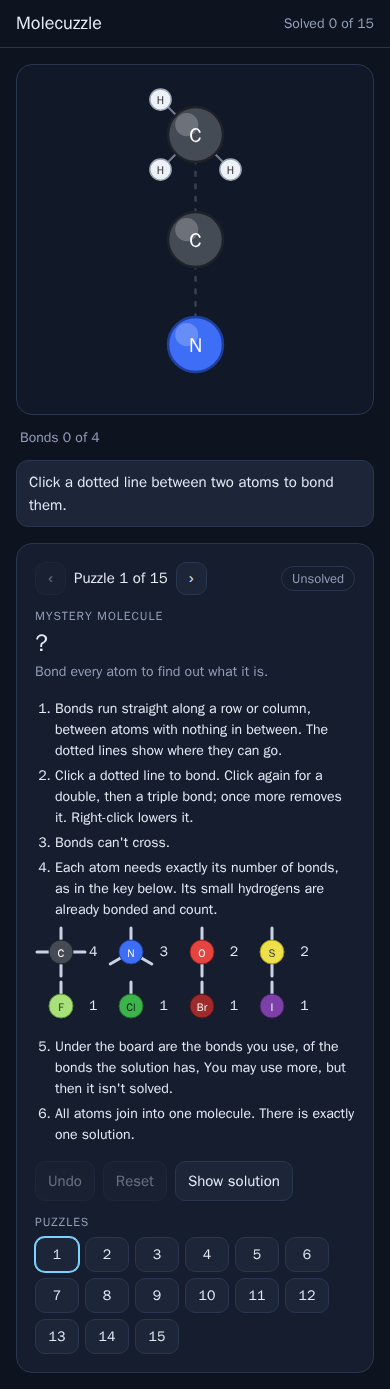 Molecuzzle
Solved 0 of 15
H
C
H
H
C
N
Bonds 0 of 4
Click a dotted line between two atoms to bond
them.
‹
Puzzle 1 of 15
›
Unsolved
MYSTERY MOLECULE
?
Bond every atom to find out what it is.
1. Bonds run straight along a row or column,
between atoms with nothing in between. The
dotted lines show where they can go.
2. Click a dotted line to bond. Click again for a
double, then a triple bond; once more removes
it. Right-click lowers it.
3. Bonds can't cross.
4. Each atom needs exactly its number of bonds,
as in the key below. Its small hydrogens are
already bonded and count.
C 4 N 3 O 2 S 2
F 1 Cl 1 Br 1 I 1
5. Under the board are the bonds you use, of the
bonds the solution has, You may use more, but
then it isn't solved.
6. All atoms join into one molecule. There is exactly
one solution.
Undo
Reset
Show solution
PUZZLES
1 2 3 4 5 6
7 8 9 10 11 12
13 14 15